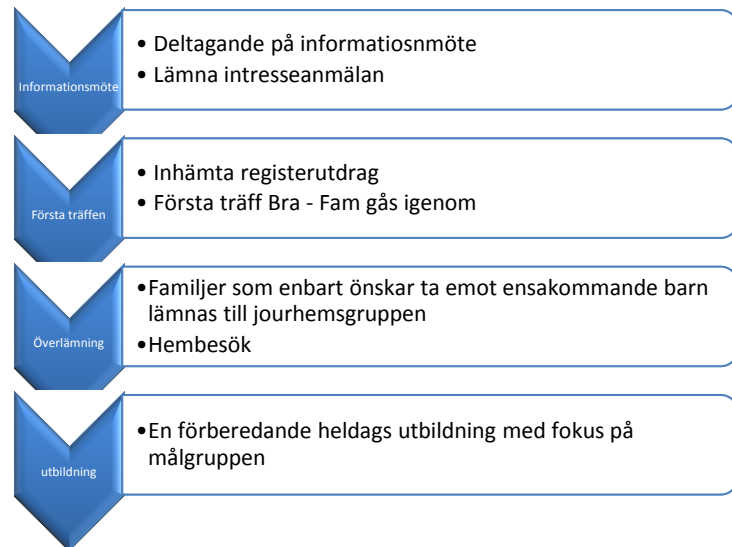 Informationsmöte
• Deltagande på informatiosnmöte
• Lämna intresseanmälan
Första träffen
• Inhämta registerutdrag
• Första träff Bra - Fam gås igenom
Överlämning
•Familjer som enbart önskar ta emot ensakommande barn
lämnas till jourhemsgruppen
•Hembesök
utbildning
•En förberedande heldags utbildning med fokus på
målgruppen